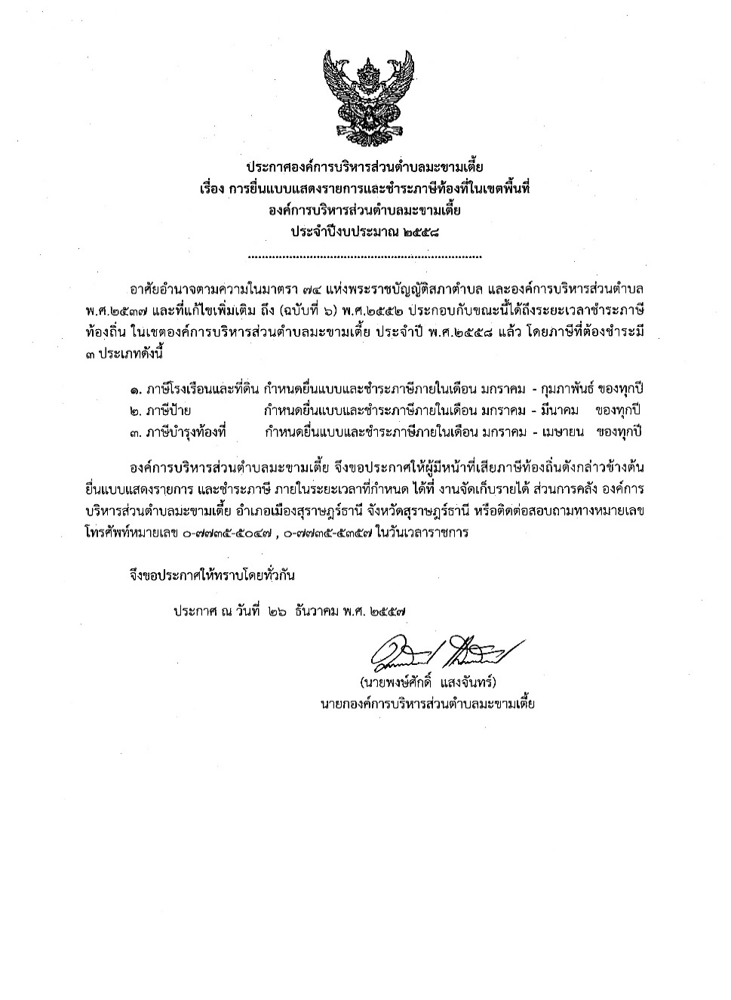 ประกาศองค์การบริหารส่วนตำบลมะขามเตี้ย
เรื่อง การยื่นแบบแสดงรายการและชำระภาษีท้องที่ในเขตพื้นที่
องค์การบริหารส่วนตำบลมะขามเตี้ย
ประจำปีงบประมาณ ๒๕๕๘
อาศัยอำนาจตามความในมาตรา ๗๔ แห่งพระราชบัญญัติสภาตำบล และองค์การบริหารส่วนตำบล
พ.ศ.๒๕๓๗ และที่แก้ไขเพิ่มเติม ถึง (ฉบับที่ ๖) พ.ศ.๒๕๕๒ ประกอบกับขณะนี้ได้ถึงระยะเวลาชำระภาษี
ท้องถิ่น ในเขตองค์การบริหารส่วนตำบลมะขามเตี้ย ประจำปี พ.ศ.๒๕๕๘ แล้ว โดยภาษีที่ต้องชำระมี
๓ ประเภทดังนี้
๑. ภาษีโรงเรือนและที่ดิน กำหนดยื่นแบบและชำระภาษีภายในเดือน มกราคม - กุมภาพันธ์ ของทุกปี
๒. ภาษีป้าย กำหนดยื่นแบบและชำระภาษีภายในเดือน มกราคม - มีนาคม ของทุกปี
๓. ภาษีบำรุงท้องที่ กำหนดยื่นแบบและชำระภาษีภายในเดือน มกราคม - เมษายน ของทุกปี
องค์การบริหารส่วนตำบลมะขามเตี้ย จึงขอประกาศให้ผู้มีหน้าที่เสียภาษีท้องถิ่นดังกล่าวข้างต้น
ยื่นแบบแสดงรายการ และชำระภาษี ภายในระยะเวลาที่กำหนด ได้ที่ งานจัดเก็บรายได้ ส่วนการคลัง องค์การ
บริหารส่วนตำบลมะขามเตี้ย อำเภอเมืองสุราษฎร์ธานี จังหวัดสุราษฎร์ธานี หรือติดต่อสอบถามทางหมายเลข
โทรศัพท์หมายเลข ๐-๗๗๓๕-๕๐๔๗ , ๐-๗๗๓๕-๕๓๕๗ ในวันเวลาราชการ
จึงขอประกาศให้ทราบโดยทั่วกัน
ประกาศ ณ วันที่ ๒๖ ธันวาคม พ.ศ. ๒๕๕๗
(นายพงษ์ศักดิ์ แสงจันทร์)
นายกองค์การบริหารส่วนตำบลมะขามเตี้ย